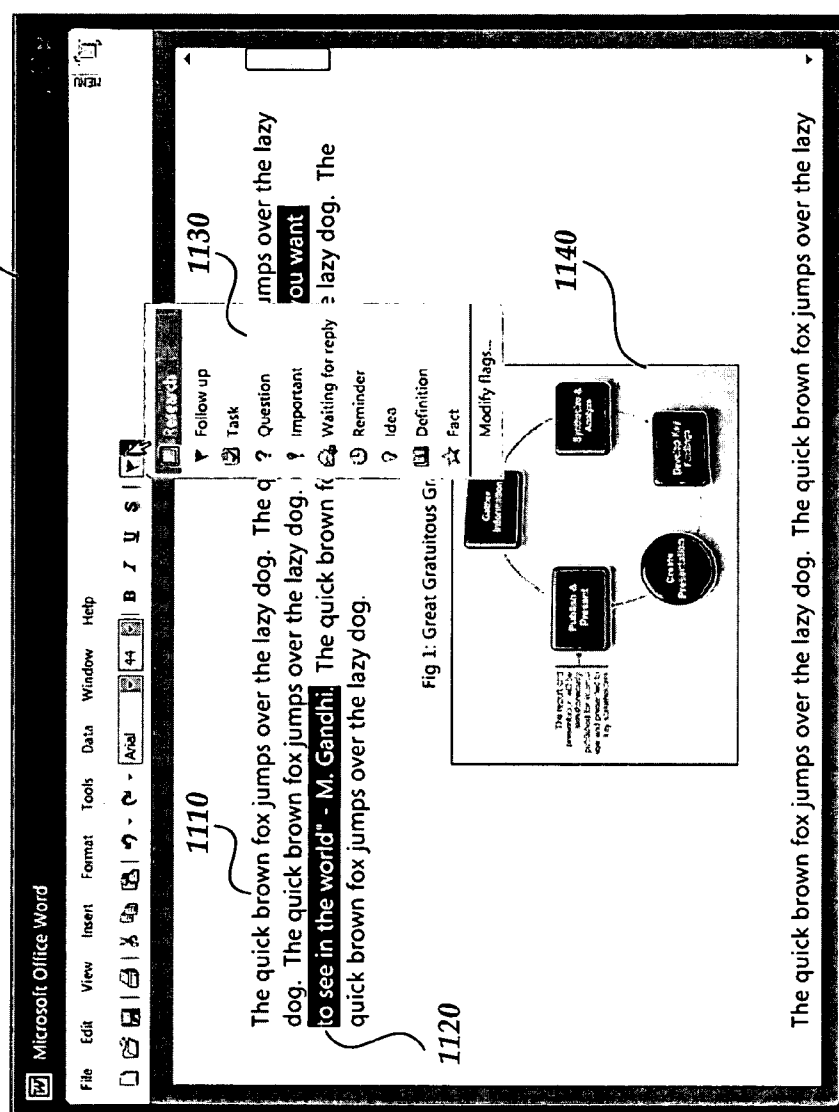 Microsoft Office Word
File Edit View Insert Format Tools Data Window Help
Arial 44 B I U $
1110
1130
The quick brown fox jumps over the lazy dog. The q umps over the lazy
dog. The quick brown fox jumps over the lazy dog. ou want
to see in the world" - M. Gandhi. The quick brown fo e lazy dog. The
quick brown fox jumps over the lazy dog.
1120
Research
Follow up
Task
? Question
Important
Waiting for reply
Reminder
Idea
Definition
Fact
Modify flags...
Fig 1: Great Gratuitous Gr
1140
Gather
Information
Synthesize &
Analyze
Develop Key
Create
Presentation
Publish &
Present
The report and
The quick brown fox jumps over the lazy dog. The quick brown fox jumps over the lazy